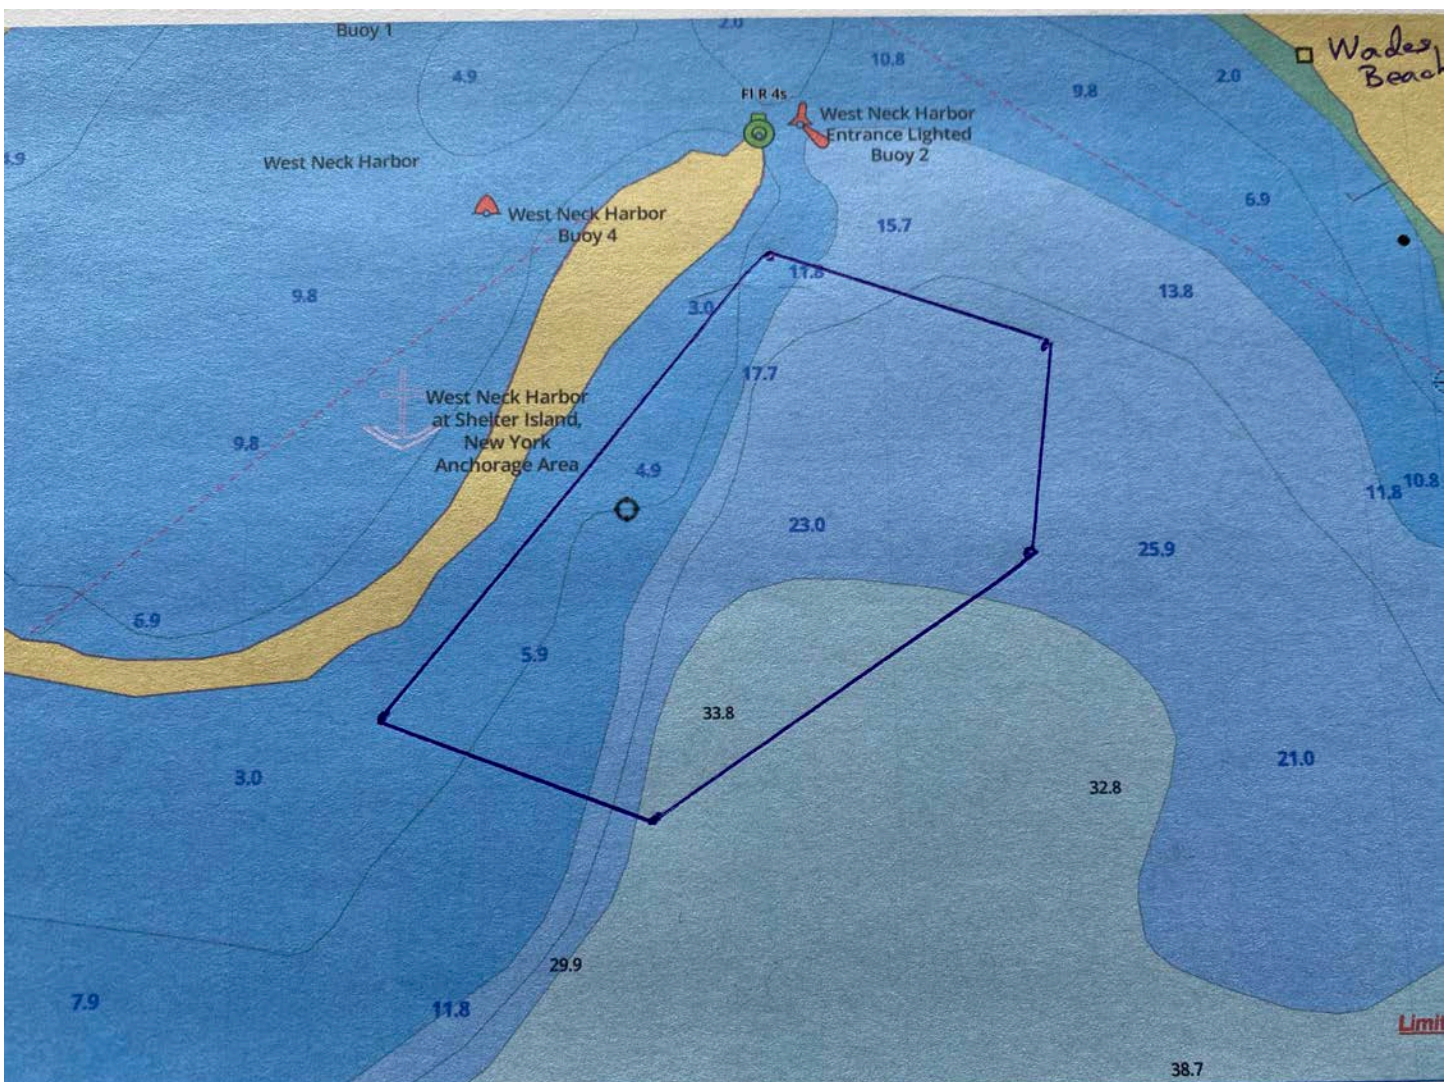 Buoy 1
2.0
Wades
Beach
4.9
10.8
9.8
2.0
Fl R 4s
West Neck Harbor
Entrance Lighted
Buoy 2
West Neck Harbor
6.9
West Neck Harbor
Buoy 4
15.7
9.8
3.0
11.8
13.8
17.7
West Neck Harbor
at Shelter Island,
New York
Anchorage Area
9.8
4.9
11.8
10.8
23.0
25.9
6.9
5.9
33.8
3.0
32.8
21.0
29.9
7.9
11.8
Limit
38.7